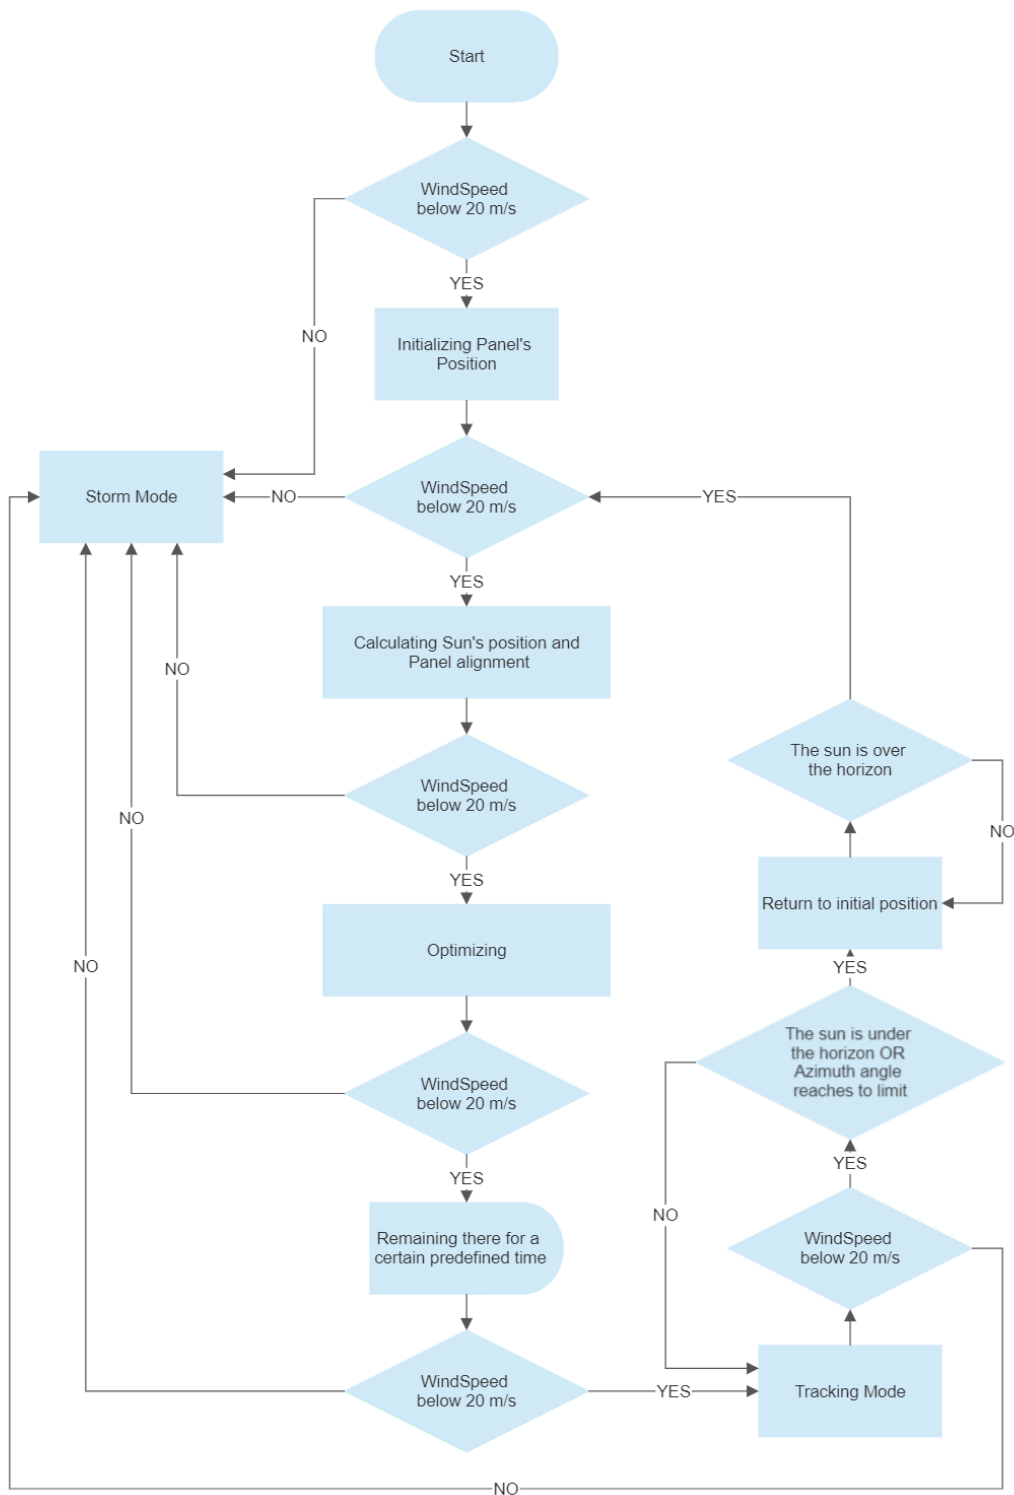 Start
WindSpeed
below 20 m/s
YES
NO
Initializing Panel's
Position
Storm Mode
NO
WindSpeed
below 20 m/s
YES
YES
Calculating Sun's position and
Panel alignment
NO
WindSpeed
below 20 m/s
The sun is over
the horizon
NO
NO
YES
Return to initial position
Optimizing
NO
YES
The sun is under
the horizon OR
Azimuth angle
reaches to limit
WindSpeed
below 20 m/s
YES
YES
NO
Remaining there for a
certain predefined time
WindSpeed
below 20 m/s
WindSpeed
below 20 m/s
YES
Tracking Mode
NO